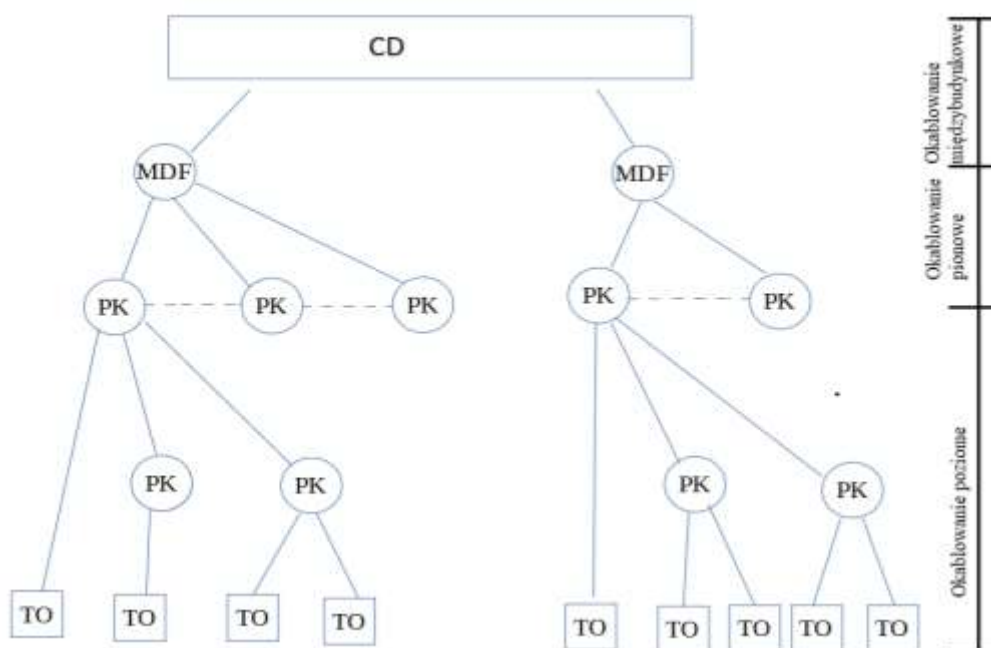 CD
Okablowanie
międzybudynkowe
MDF
MDF
Okablowanie
pionowe
PK
PK
PK
PK
PK
Okablowanie poziome
PK
PK
PK
PK
TO
TO
TO
TO
TO
TO
TO
TO
TO